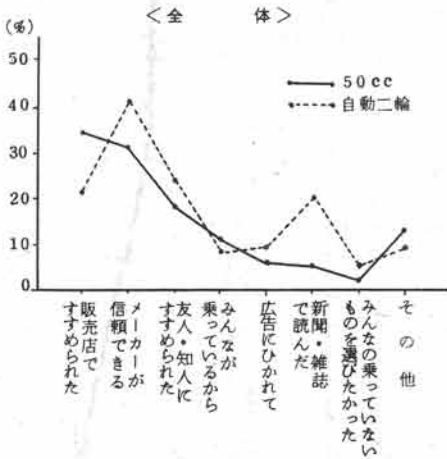 ＜全　体＞
(%)
50
40
30
20
10
0
50cc
自動二輪
販売店で
すすめられた
メーカーが
信頼できる
友人・知人に
すすめられた
みんなが
乗っているから
広告にひかれて
新聞・雑誌
で読んだ
みんなの乗っていない
ものを選びたかった
その他